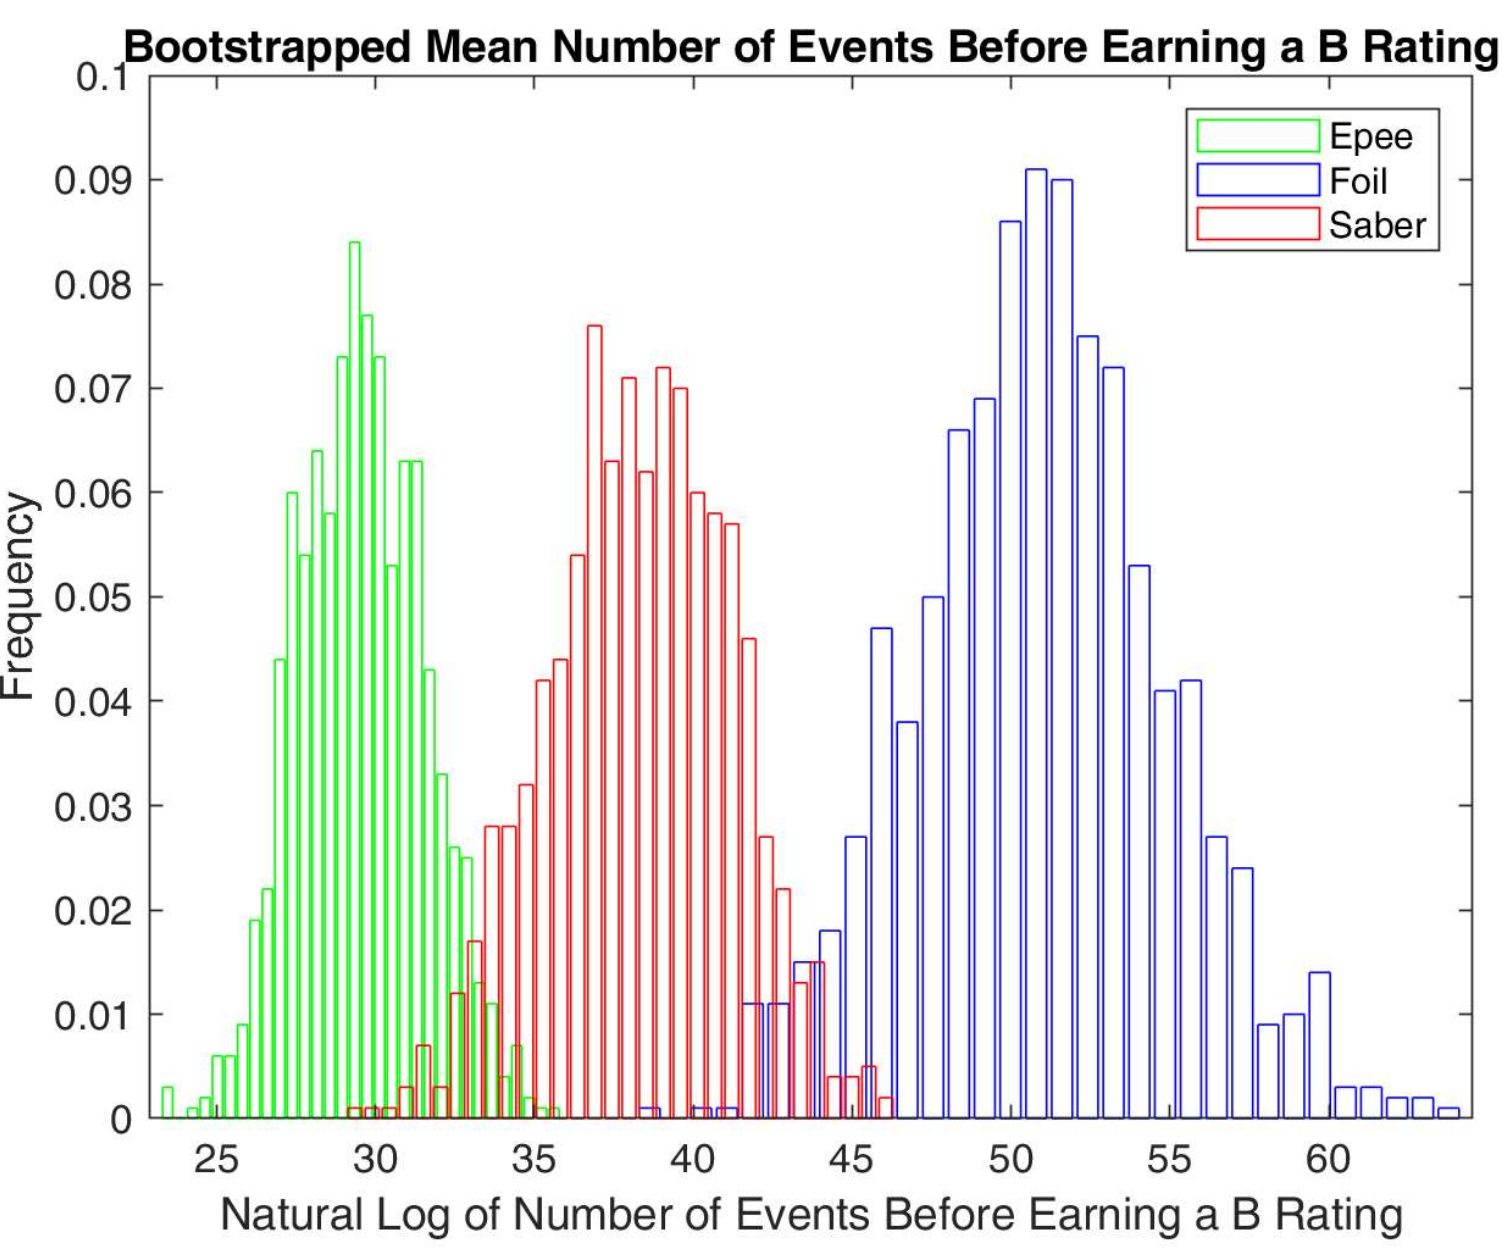 Bootstrapped Mean Number of Events Before Earning a B Rating
0.1
0.09
0.08
0.07
0.06
0.05
0.04
0.03
0.02
0.01
0
Frequency
Epee
Foil
Saber
25 30 35 40 45 50 55 60
Natural Log of Number of Events Before Earning a B Rating